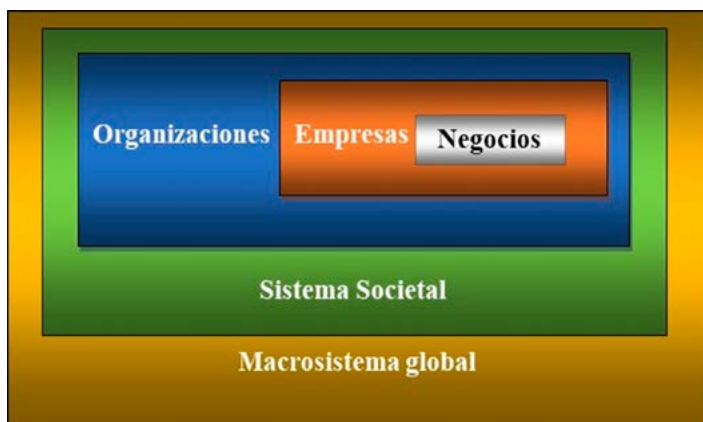 Organizaciones
Empresas
Negocios
Sistema Societal
Macrosistema global